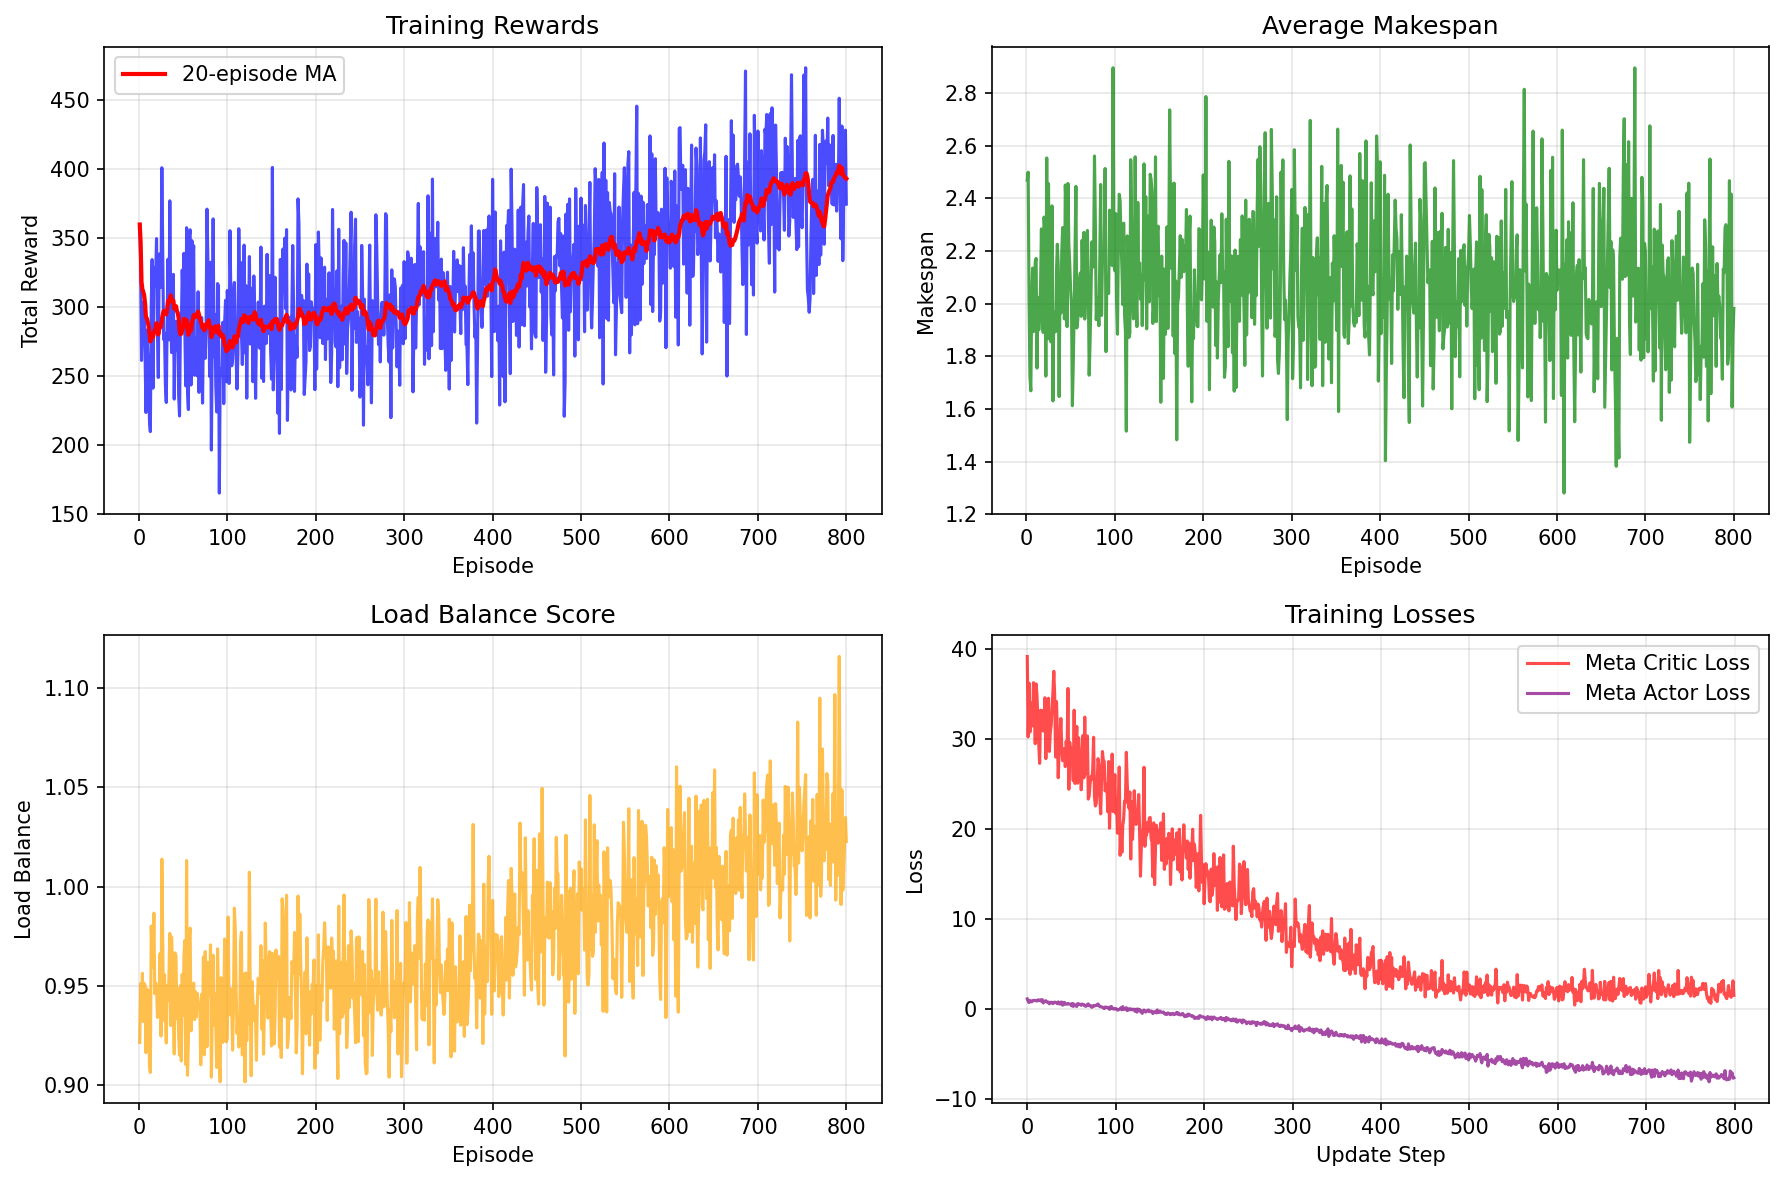 Training Rewards
20-episode MA
Total Reward
450
400
350
300
250
200
150
0 100 200 300 400 500 600 700 800
Episode
Average Makespan
Makespan
2.8
2.6
2.4
2.2
2.0
1.8
1.6
1.4
1.2
0 100 200 300 400 500 600 700 800
Episode
Load Balance Score
Load Balance
1.10
1.05
1.00
0.95
0.90
0 100 200 300 400 500 600 700 800
Episode
Training Losses
Meta Critic Loss
Meta Actor Loss
Loss
40
30
20
10
0
−10
0 100 200 300 400 500 600 700 800
Update Step